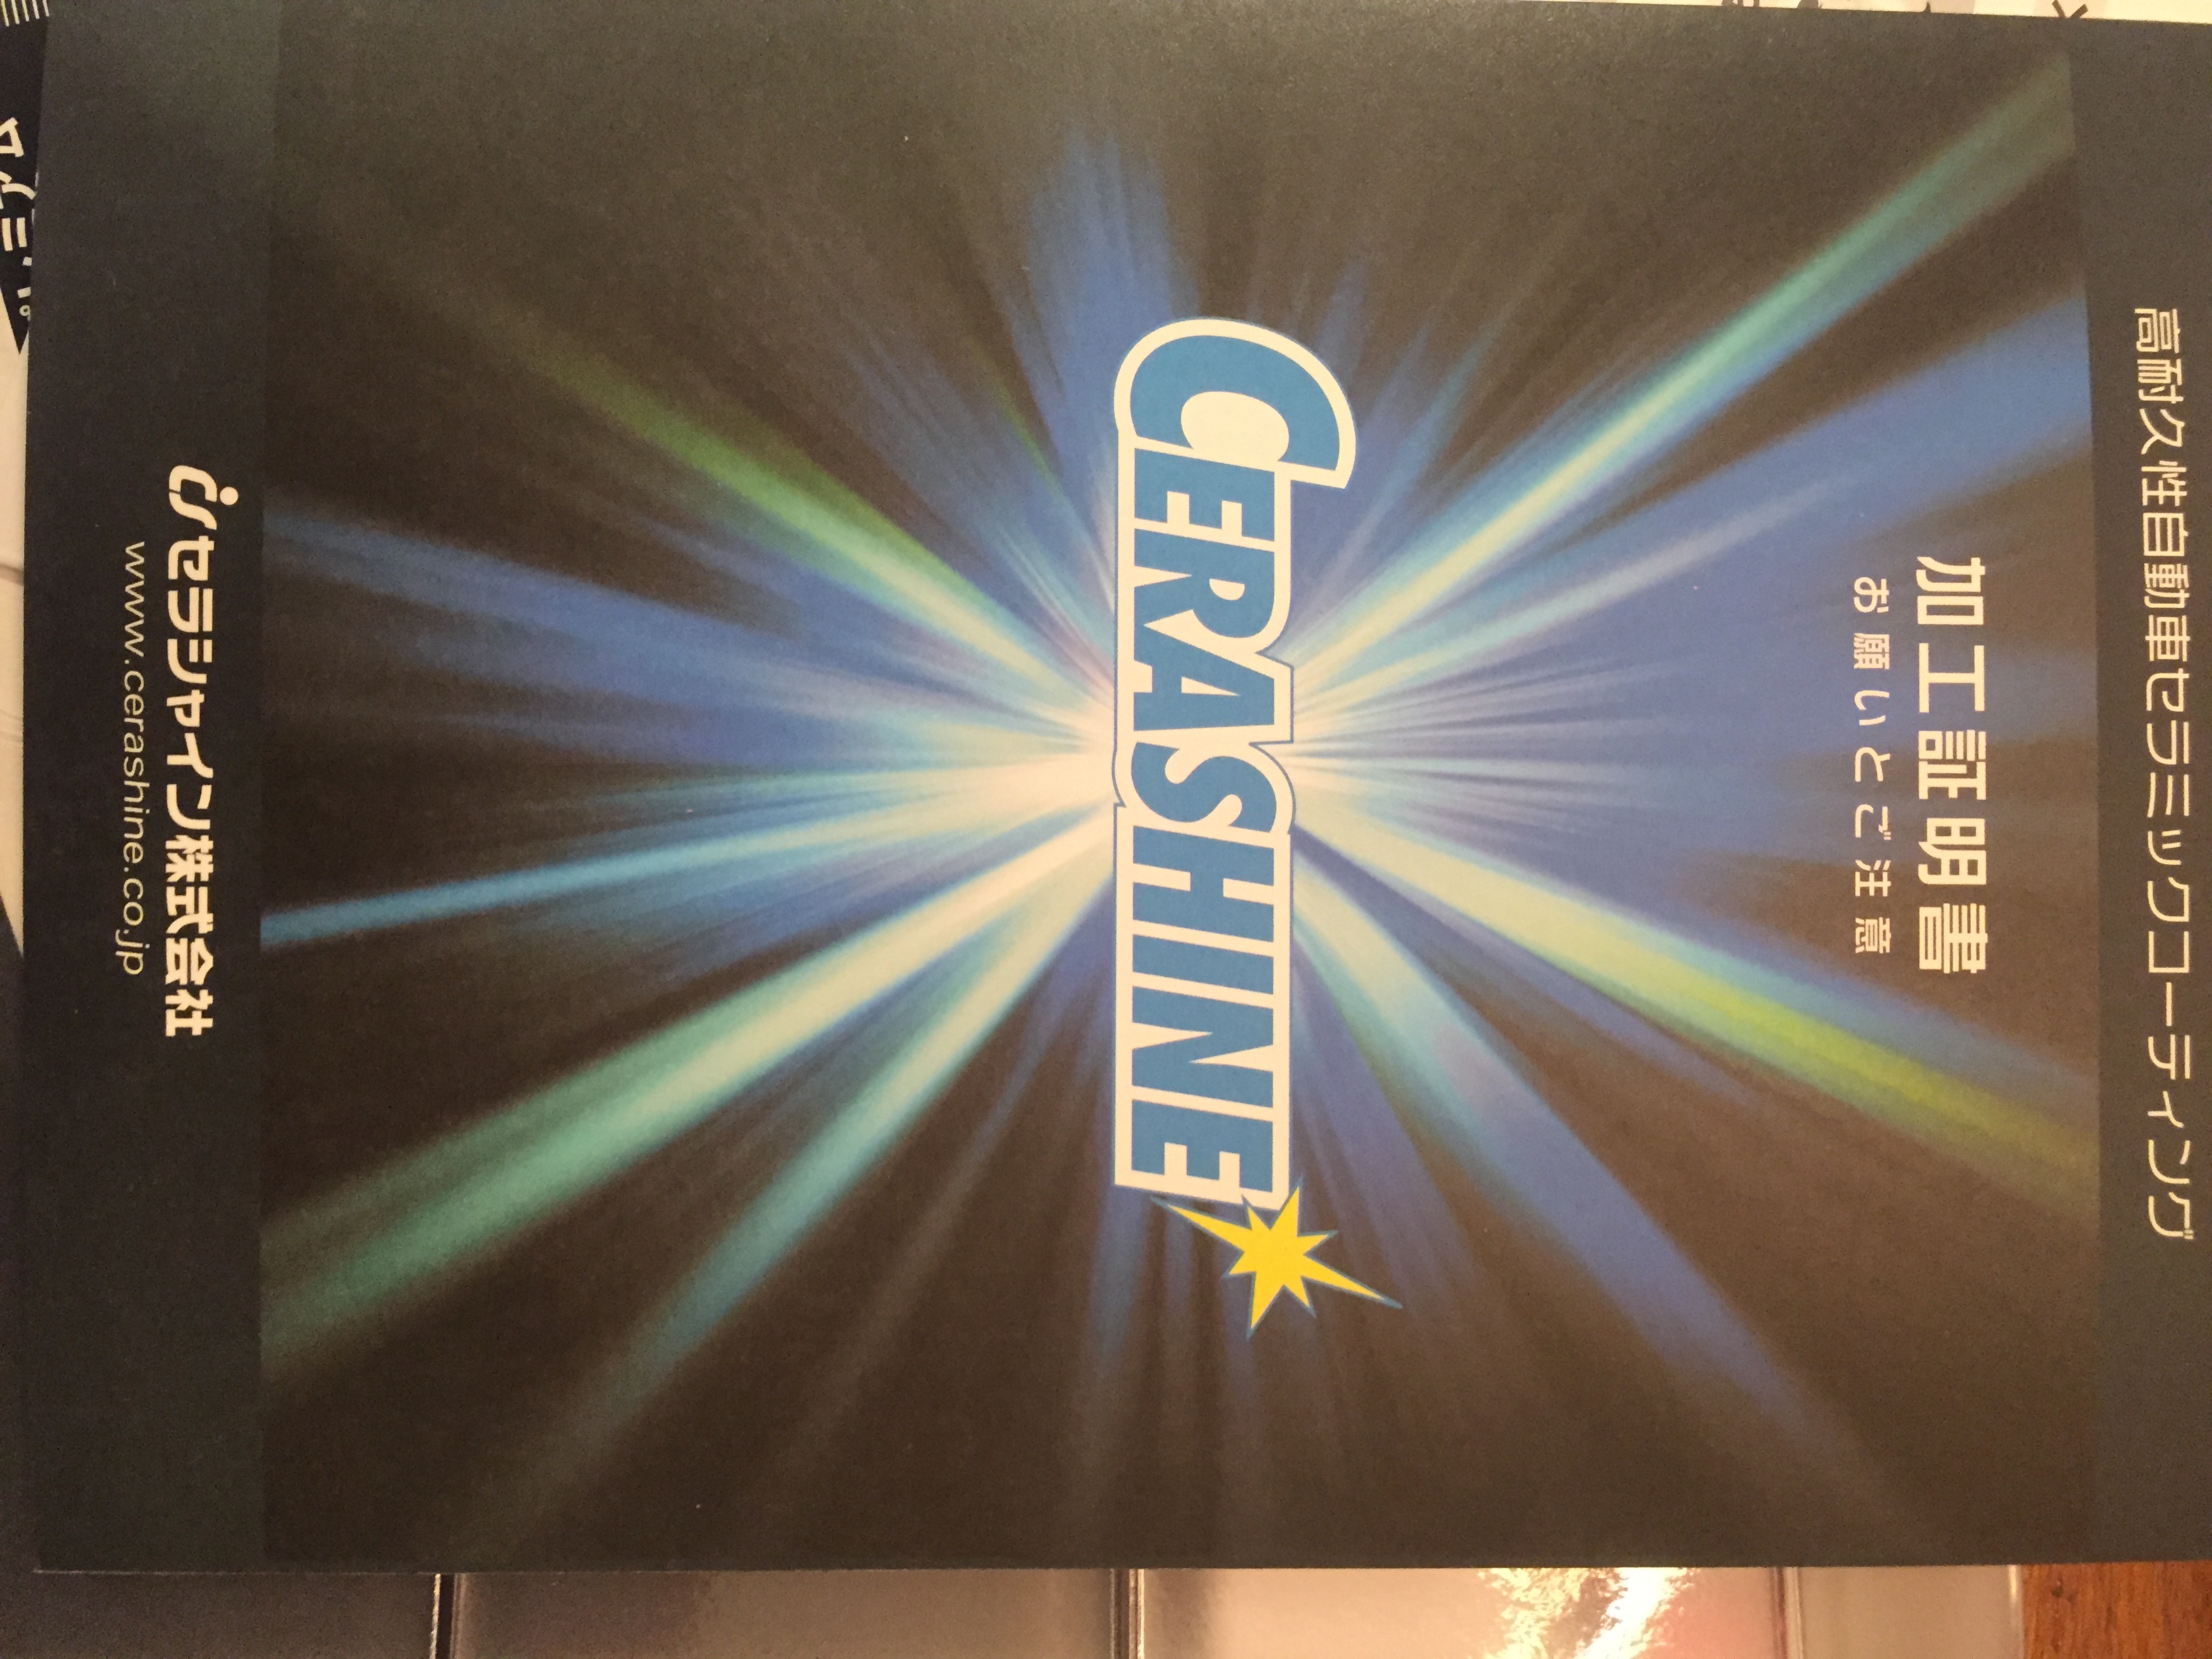 高耐久性自動車セラミックコーティング
加工証明書
お願いとご注意
CERASHINE
セラシャイン株式会社
www.cerashine.co.jp